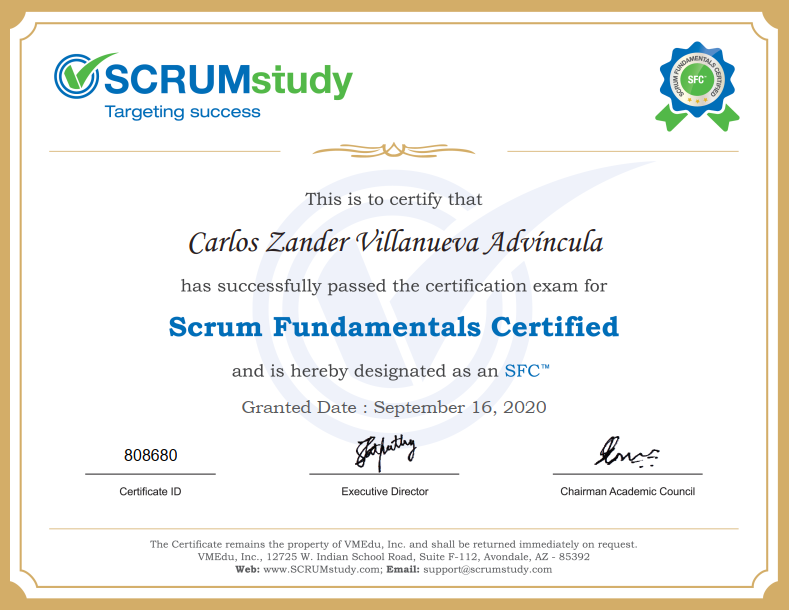 SCRUMstudy
Targeting success
SCRUM FUNDAMENTALS CERTIFIED
SFC™
This is to certify that
Carlos Zander Villanueva Advíncula
has successfully passed the certification exam for
Scrum Fundamentals Certified
and is hereby designated as an SFC™
Granted Date : September 16, 2020
808680
Certificate ID
Executive Director
Chairman Academic Council
The Certificate remains the property of VMEdu, Inc. and shall be returned immediately on request.
VMEdu, Inc., 12725 W. Indian School Road, Suite F-112, Avondale, AZ - 85392
Web: www.SCRUMstudy.com; Email: support@scrumstudy.com